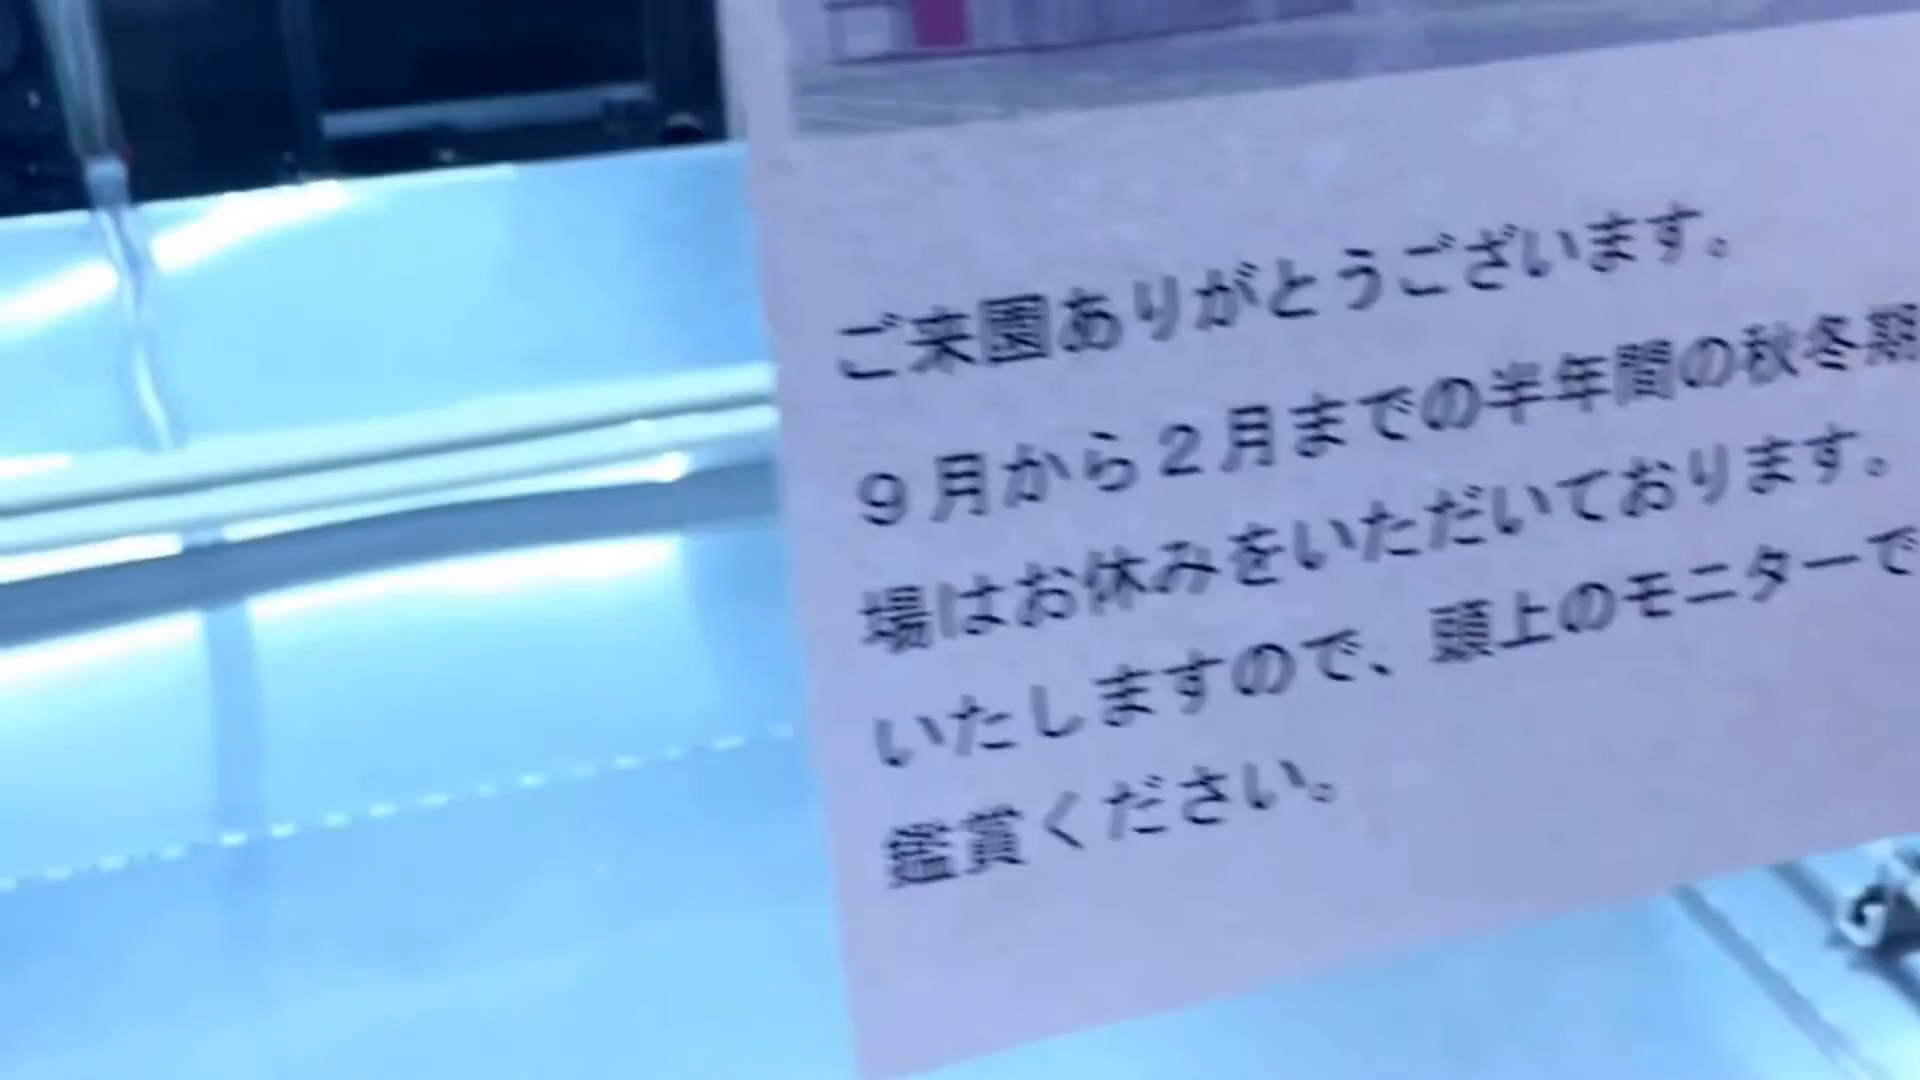 ご来園ありがとうございます。
9月から2月までの半年間の秋冬期
場はお休みをいただいております。
いたしますので、頭上のモニターで
鑑賞ください。